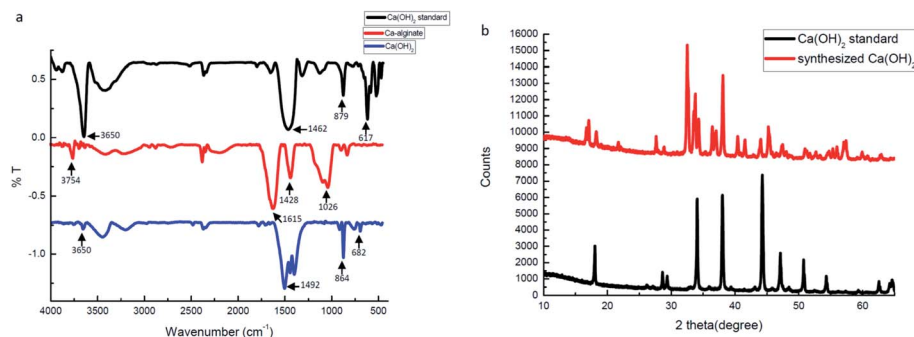 a
Ca(OH)2 standard
Ca-alginate
Ca(OH)2
% T
0.5
0.0
-0.5
-1.0
3650
1462
879
617
3754
1615
1428
1026
3650
1492
864
682
4000 3500 3000 2500 2000 1500 1000 500
Wavenumber (cm-1)
b
Ca(OH)2 standard
synthesized Ca(OH)2
Counts
16000
15000
14000
13000
12000
11000
10000
9000
8000
7000
6000
5000
4000
3000
2000
1000
0
10 20 30 40 50 60
2 theta(degree)